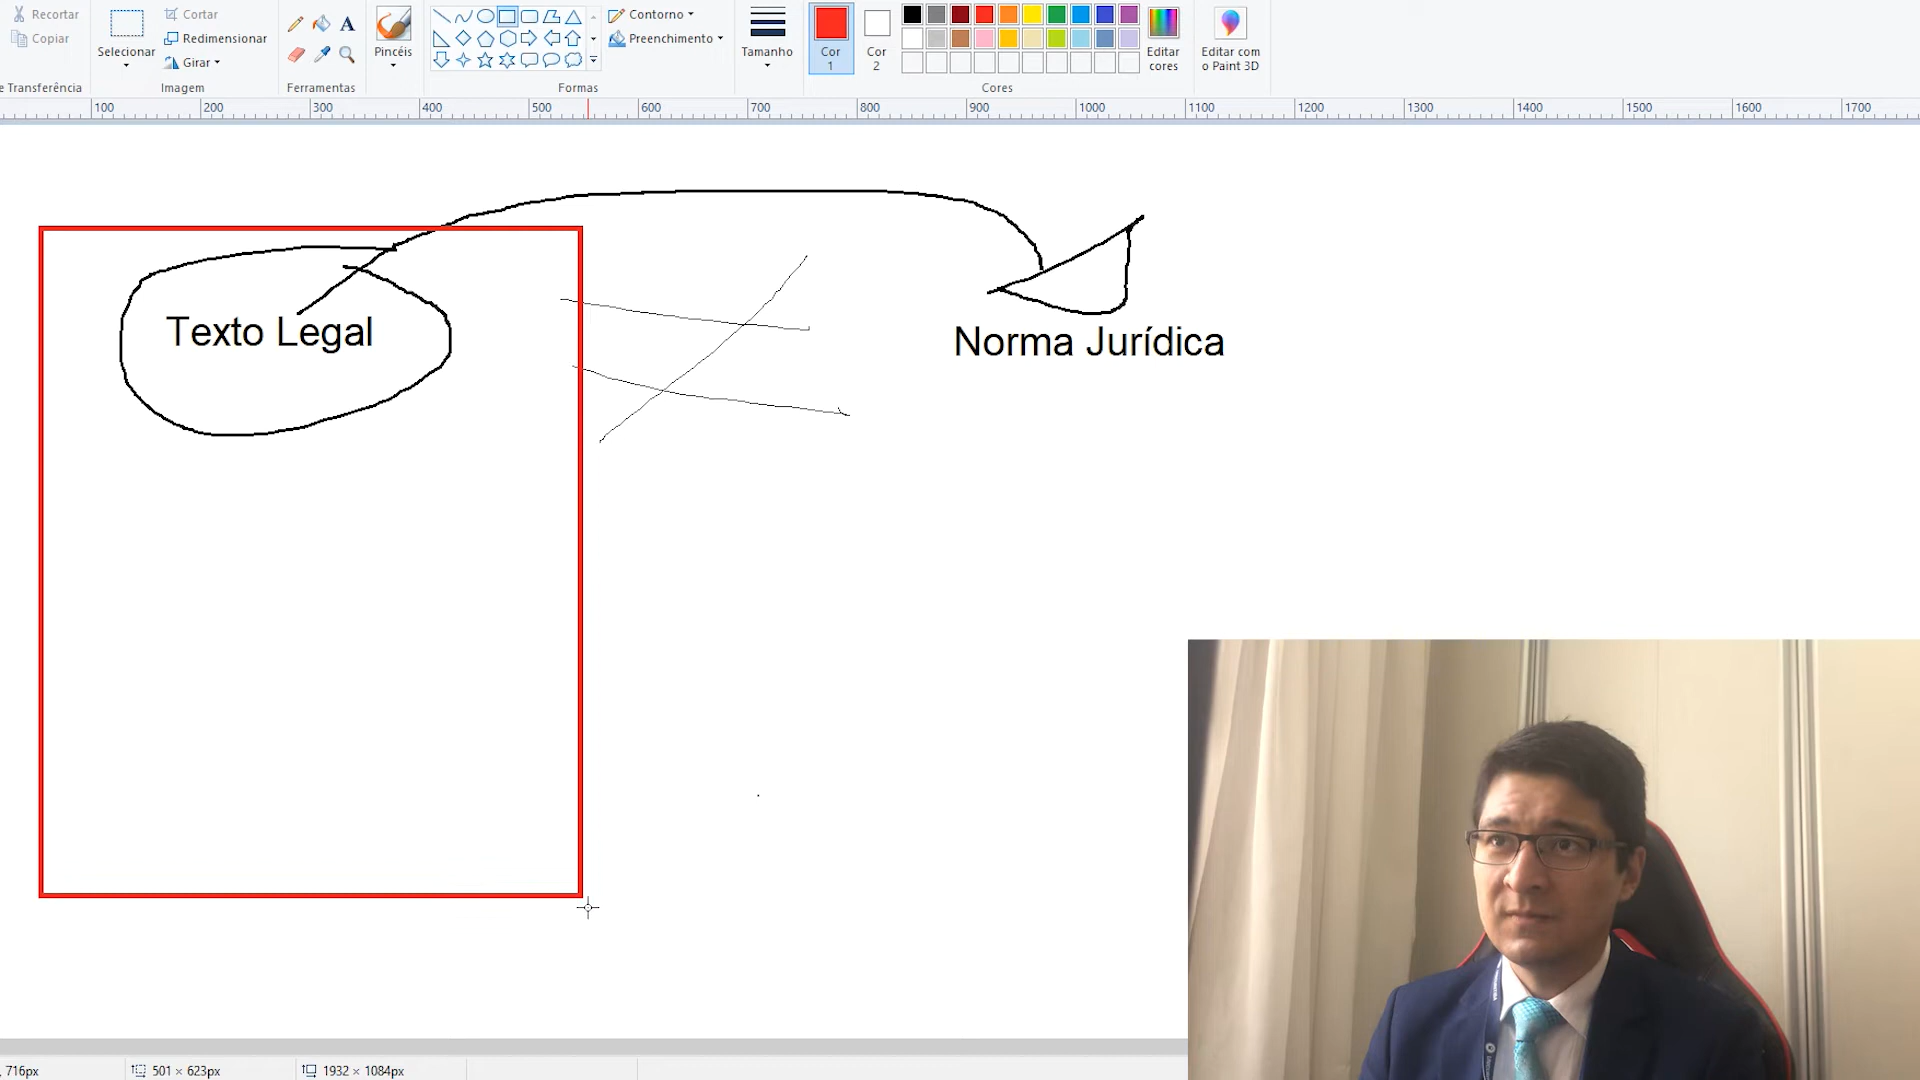 Recortar
Copiar
e Transferência
Selecionar
Cortar
Redimensionar
Girar
Imagem
A
Ferramentas
Pincéis
Contorno
Preenchimento
Formas
Tamanho
Cor
1
Cor
2
Editar
cores
Editar com
o Paint 3D
Cores
100 200 300 400 500 600 700 800 900 1000 1100 1200 1300 1400 1500 1600 1700
Texto Legal
Norma Jurídica
, 716px
501 × 623px
1932 × 1084px